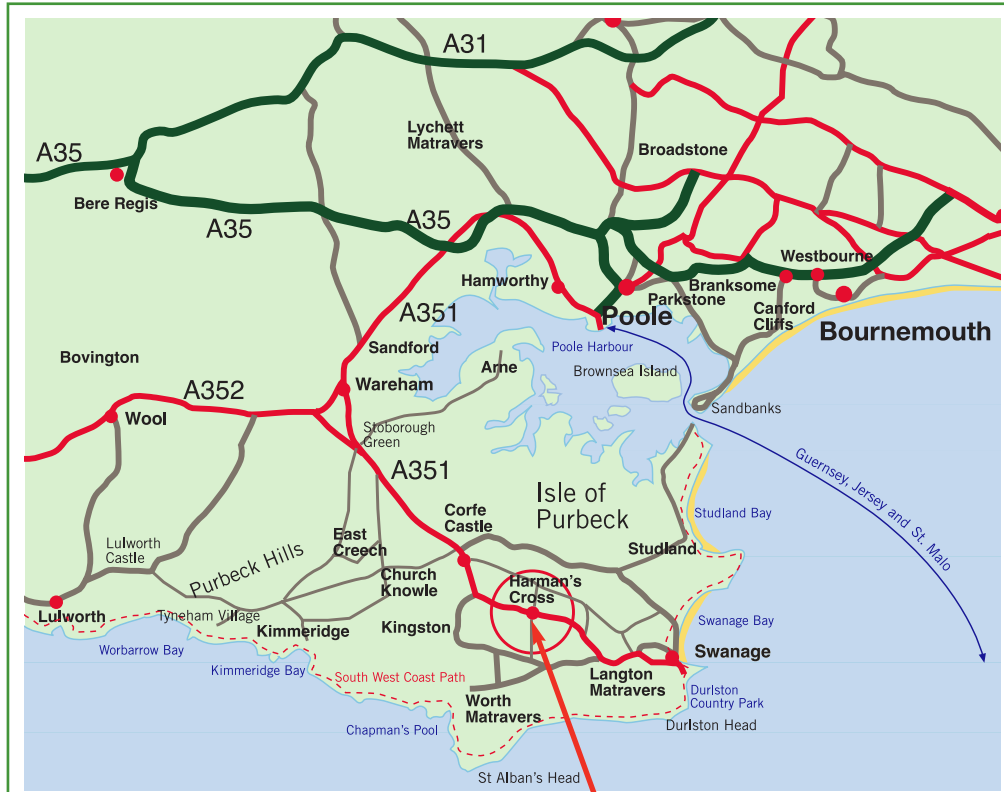 A31
Lychett
Matravers
Broadstone
A35
Bere Regis
A35
A35
Westbourne
Hamworthy
Branksome
Parkstone
Canford
Cliffs
Poole
Bournemouth
A351
Poole Harbour
Sandford
Bovington
Arne
Brownsea Island
Wareham
A352
Sandbanks
Wool
Stoborough
Green
A351
Guernsey, Jersey and St. Malo
Isle of
Purbeck
Studland Bay
Corfe
Castle
East
Creech
Studland
Lulworth
Castle
Purbeck Hills
Church
Knowle
Harman's
Cross
Lulworth
Tyneham Village
Kimmeridge
Kingston
Swanage Bay
Worbarrow Bay
Swanage
Kimmeridge Bay
South West Coast Path
Langton
Matravers
Worth
Matravers
Durlston
Country Park
Chapman's Pool
Durlston Head
St Alban's Head